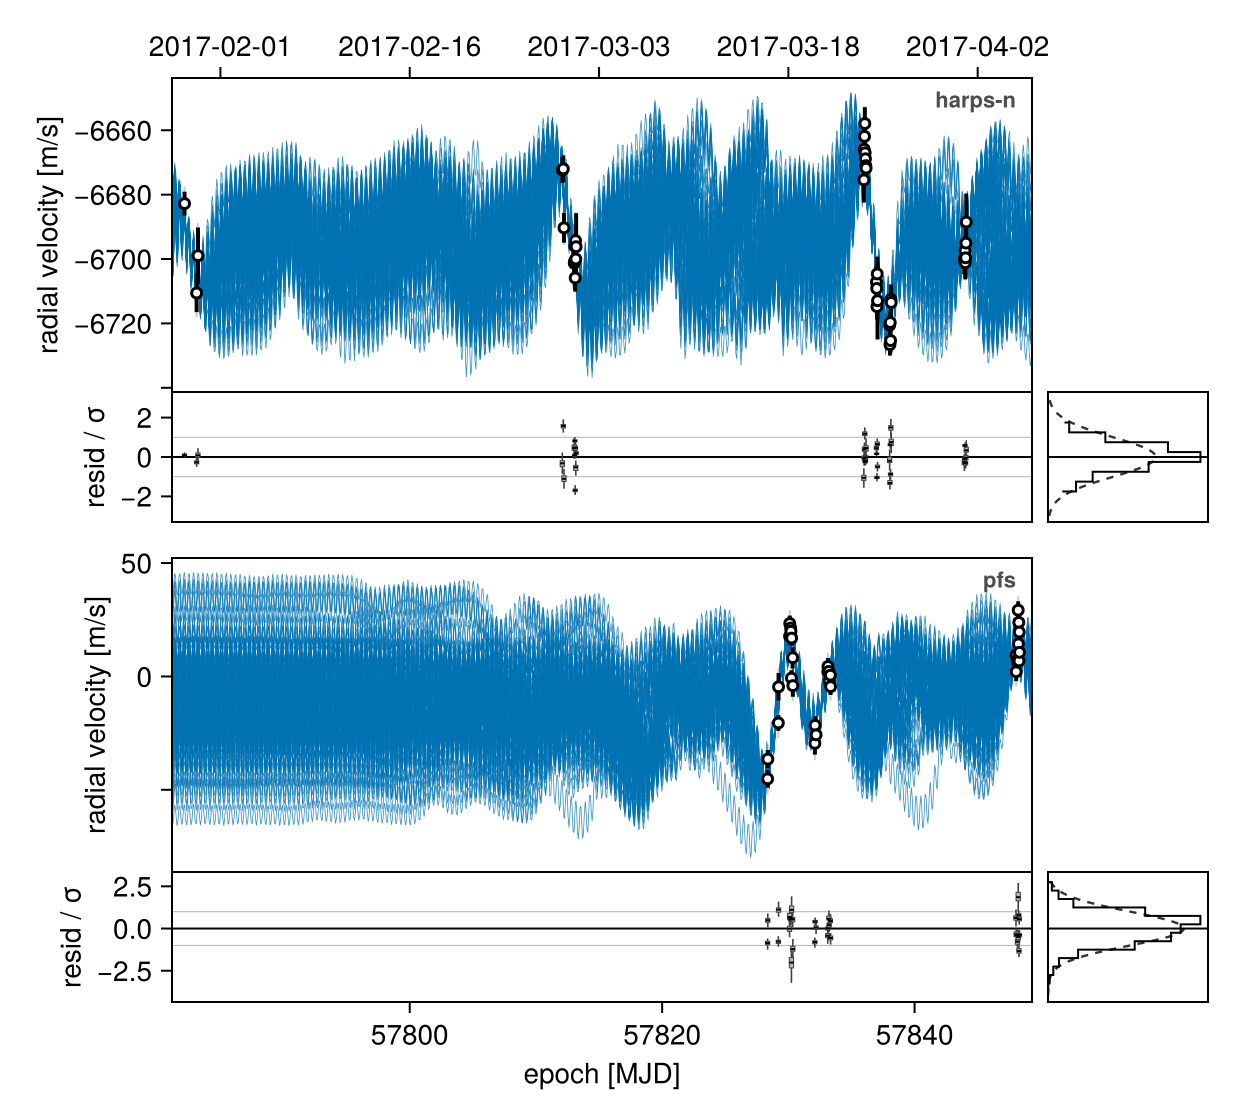 2017-02-01 2017-02-16 2017-03-03 2017-03-18 2017-04-02
harps-n
radial velocity [m/s]
−6660
−6680
−6700
−6720
resid / σ
2
0
−2
pfs
radial velocity [m/s]
50
0
resid / σ
2.5
0.0
−2.5
57800 57820 57840
epoch [MJD]